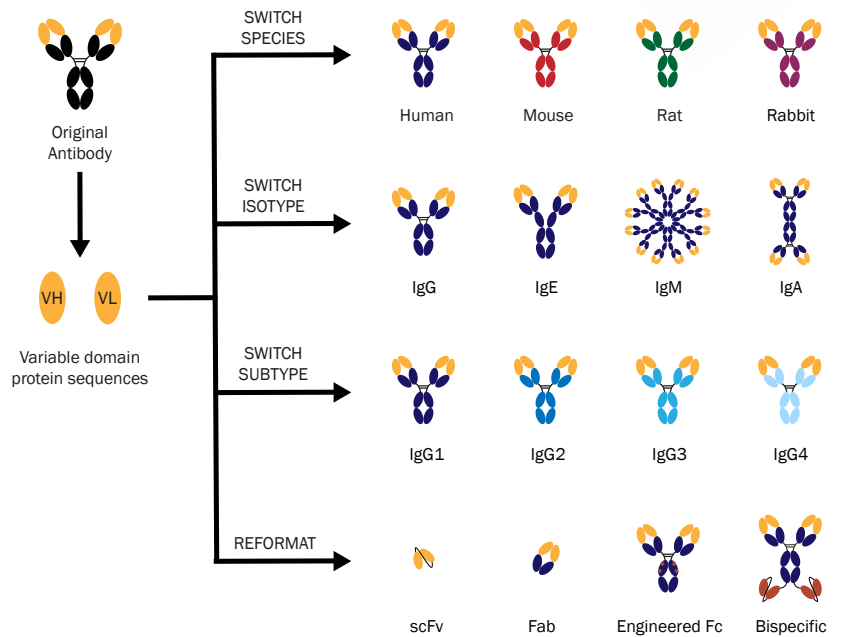 Original
Antibody
VH
VL
Variable domain
protein sequences
SWITCH
SPECIES
Human
Mouse
Rat
Rabbit
SWITCH
ISOTYPE
IgG
IgE
IgM
IgA
SWITCH
SUBTYPE
IgG1
IgG2
IgG3
IgG4
REFORMAT
scFv
Fab
Engineered Fc
Bispecific